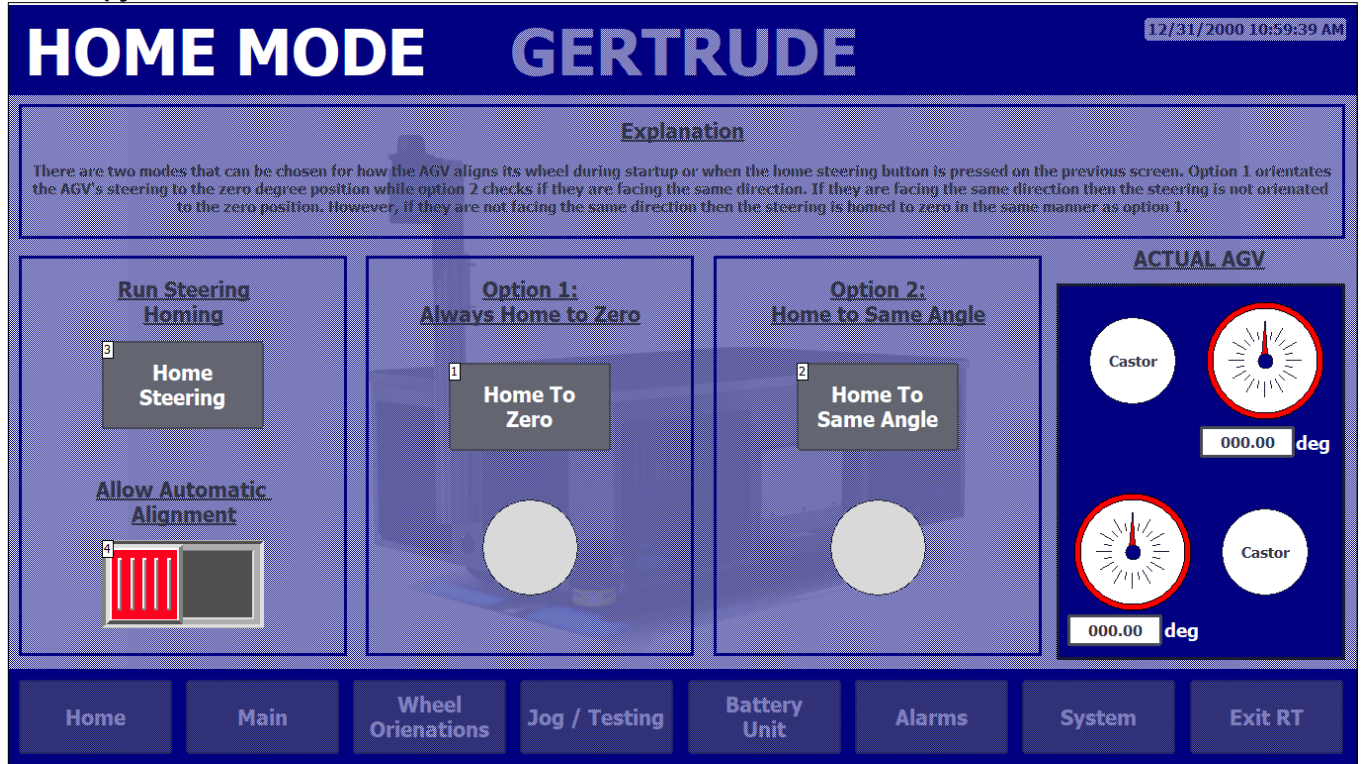 HOME MODE GERTRUDE
12/31/2000 10:59:39 AM
Explanation
There are two modes that can be chosen for how the AGV aligns its wheel during startup or when the home steering button is pressed on the previous screen. Option 1 orientates
the AGV's steering to the zero degree position while option 2 checks if they are facing the same direction. If they are facing the same direction then the steering is not orienated
to the zero position. However, if they are not facing the same direction then the steering is homed to zero in the same manner as option 1.
Run Steering
Homing
3
Home
Steering
Allow Automatic
Alignment
4
Option 1:
Always Home to Zero
1
Home To
Zero
Option 2:
Home to Same Angle
2
Home To
Same Angle
ACTUAL AGV
Castor
000.00 deg
Castor
000.00 deg
Home
Main
Wheel
Orienations
Jog / Testing
Battery
Unit
Alarms
System
Exit RT